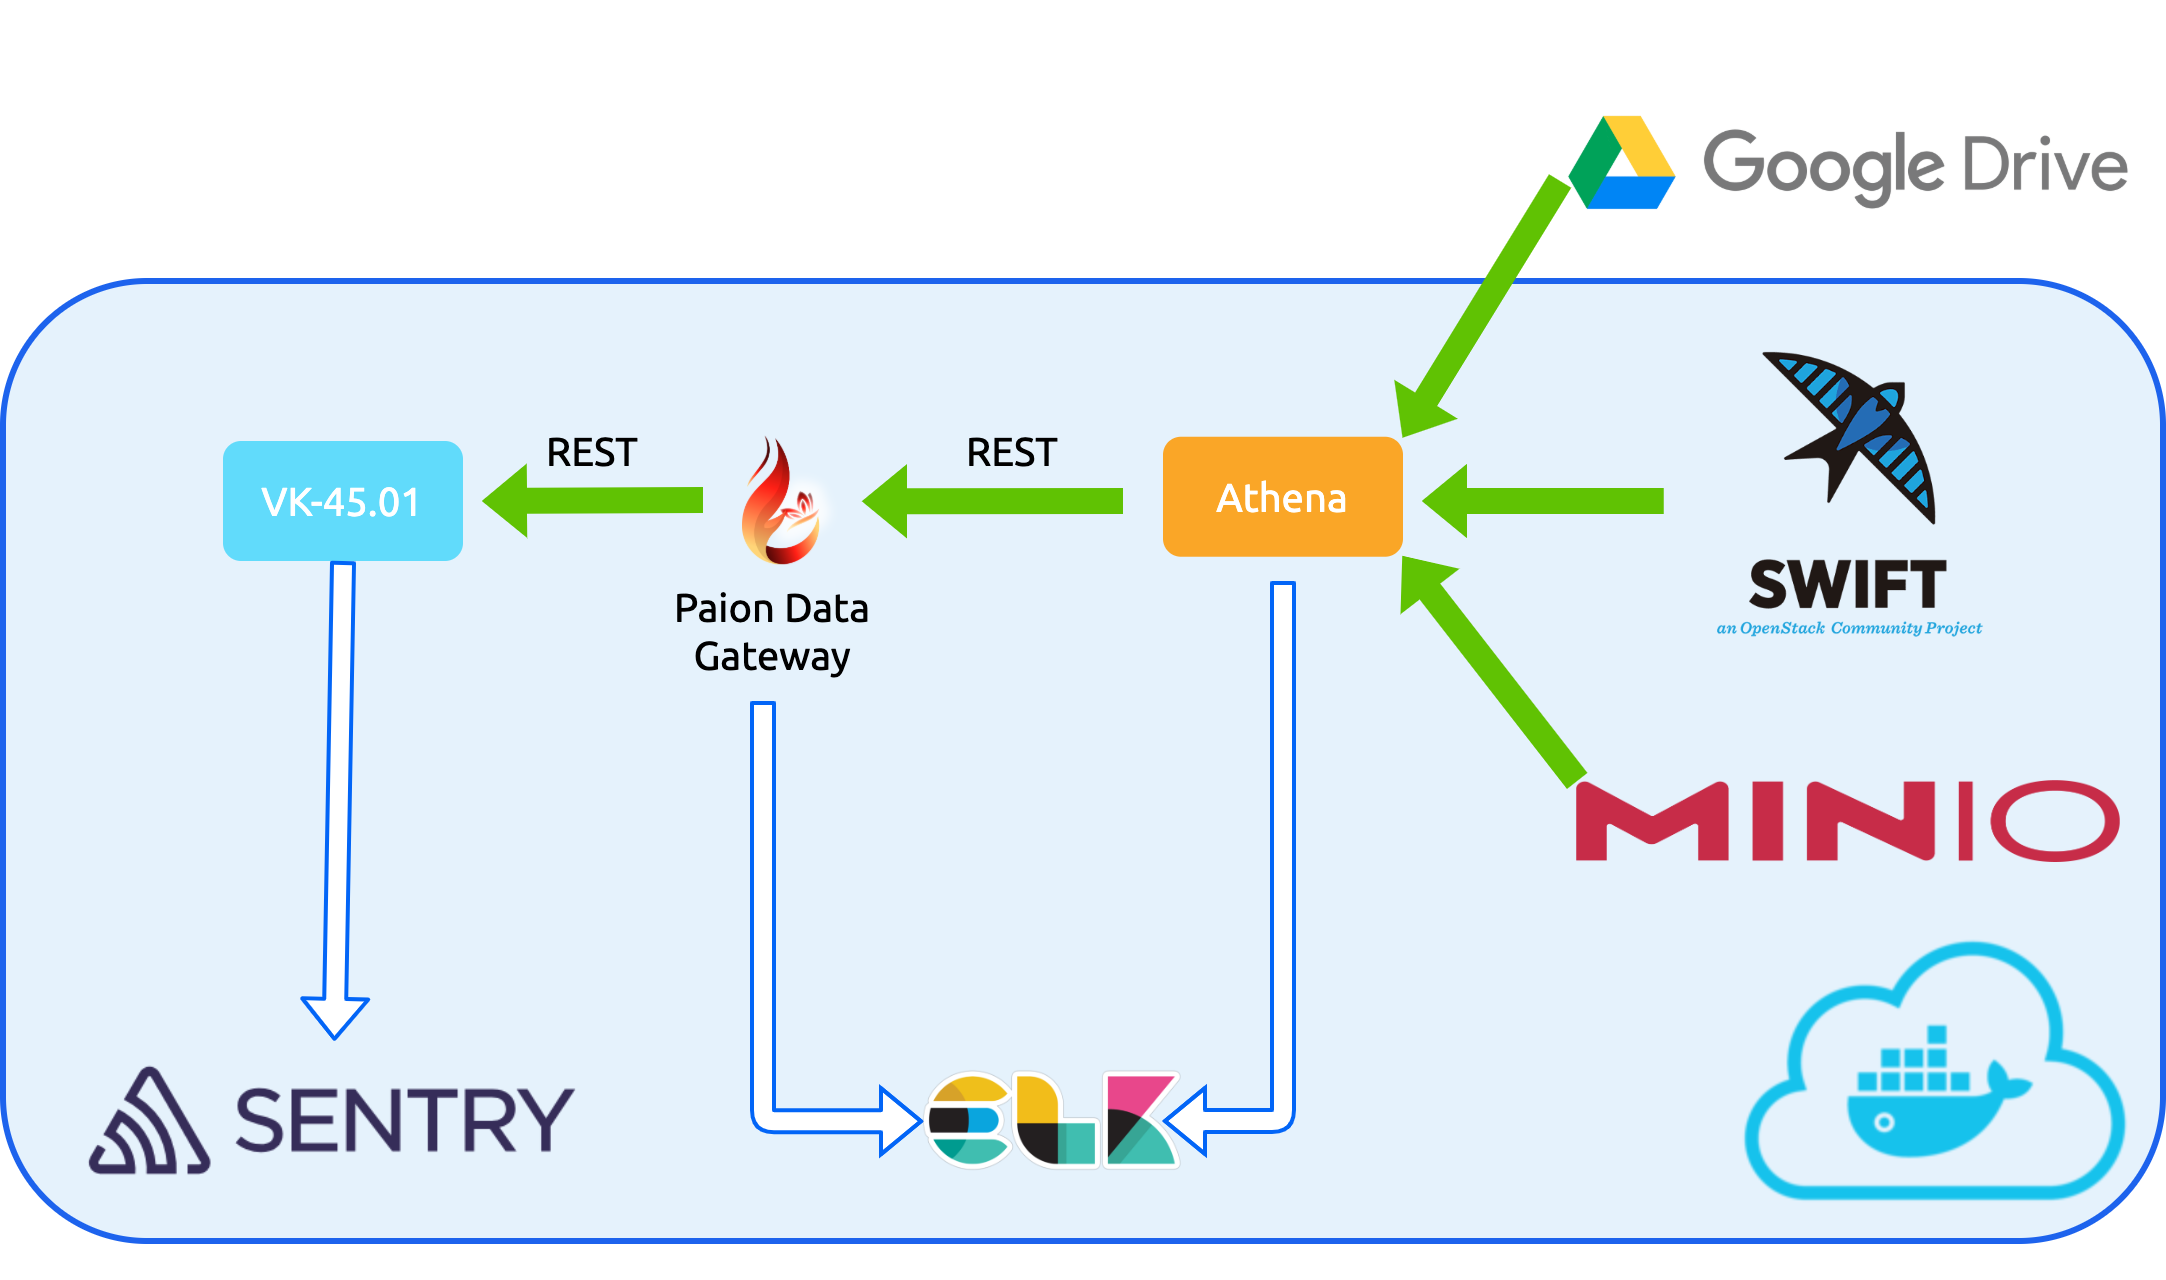 Google Drive
REST
REST
VK-45.01
Athena
SWIFT
an OpenStack Community Project
Paion Data
Gateway
MINIO
SENTRY
ELK